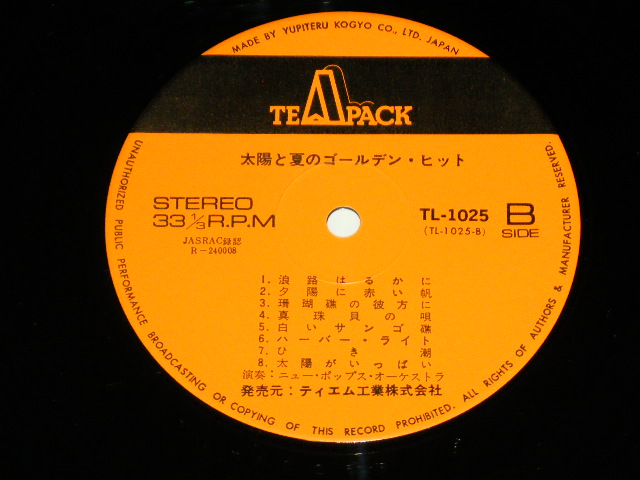 MADE BY YUPITERU KOGYO CO., LTD. JAPAN
TEAPACK
太陽と夏のゴールデン・ヒット
STEREO
33 1/3 R.P.M
JASRAC録認
R-240008
TL-1025
(TL-1025-B)
B
SIDE
1. 浪路はるかに
2. 夕陽に赤い帆
3. 珊瑚礁の彼方に
4. 真珠貝の唄
5. 白いサンゴ礁
6. ハーバー・ライト
7. ひき潮
8. 太陽がいっぱい
演奏：ニュー・ポップス・オーケストラ
発売元：ティエム工業株式会社
UNAUTHORIZED PUBLIC PERFORMANCE BROADCASTING OR COPYING OF THIS RECORD PROHIBITED. ALL RIGHTS OF AUTHORS & MANUFACTURER RESERVED.